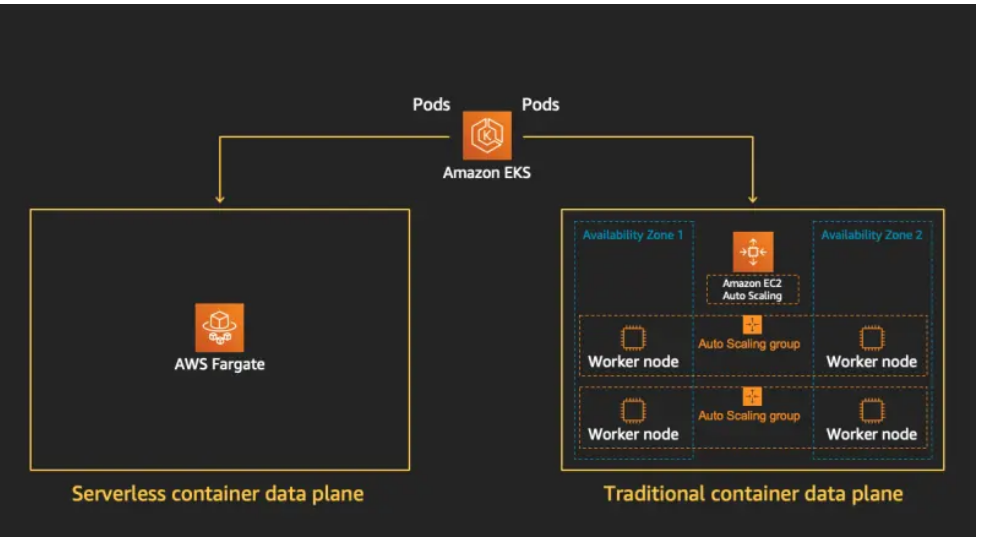 Pods
Pods
Amazon EKS
AWS Fargate
Serverless container data plane
Availability Zone 1
Availability Zone 2
Amazon EC2
Auto Scaling
Auto Scaling group
Worker node
Worker node
Auto Scaling group
Worker node
Worker node
Traditional container data plane